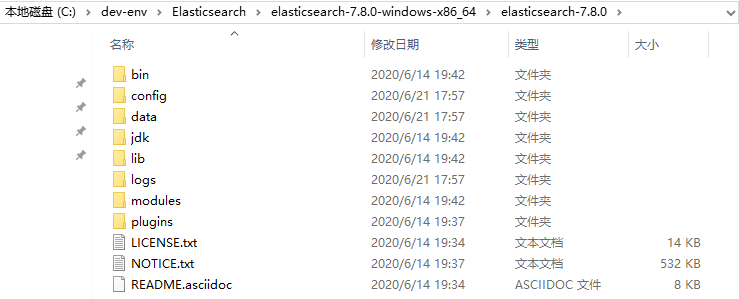 本地磁盘 (C:) › dev-env › Elasticsearch › elasticsearch-7.8.0-windows-x86_64 › elasticsearch-7.8.0 ›
名称 修改日期 类型 大小
bin 2020/6/14 19:42 文件夹
config 2020/6/21 17:57 文件夹
data 2020/6/21 17:57 文件夹
jdk 2020/6/14 19:42 文件夹
lib 2020/6/14 19:42 文件夹
logs 2020/6/21 17:57 文件夹
modules 2020/6/14 19:42 文件夹
plugins 2020/6/14 19:37 文件夹
LICENSE.txt 2020/6/14 19:34 文本文档 14 KB
NOTICE.txt 2020/6/14 19:37 文本文档 532 KB
README.asciidoc 2020/6/14 19:34 ASCIIDOC 文件 8 KB